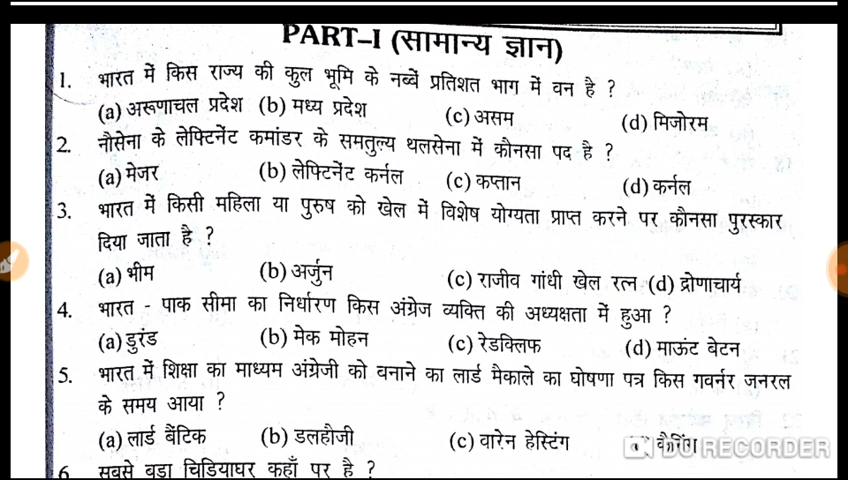 PART–I (सामान्य ज्ञान)
1. भारत में किस राज्य की कुल भूमि के नब्बें प्रतिशत भाग में वन है ?
(a) अरूणाचल प्रदेश (b) मध्य प्रदेश (c) असम (d) मिजोरम
2. नौसेना के लेफ्टिनेंट कमांडर के समतुल्य थलसेना में कौनसा पद है ?
(a) मेजर (b) लेफ्टिनेंट कर्नल (c) कप्तान (d) कर्नल
3. भारत में किसी महिला या पुरुष को खेल में विशेष योग्यता प्राप्त करने पर कौनसा पुरस्कार
दिया जाता है ?
(a) भीम (b) अर्जुन (c) राजीव गांधी खेल रत्न (d) द्रोणाचार्य
4. भारत - पाक सीमा का निर्धारण किस अंग्रेज व्यक्ति की अध्यक्षता में हुआ ?
(a) डुरंड (b) मेक मोहन (c) रेडक्लिफ (d) माऊंट बेटन
5. भारत में शिक्षा का माध्यम अंग्रेजी को वनाने का लार्ड मैकाले का घोषणा पत्र किस गवर्नर जनरल
के समय आया ?
(a) लार्ड बैंटिक (b) डलहौजी (c) वारेन हेस्टिंग कैनिंग
DU RECORDER
6 सबसे बड़ा चिडियाघर कहाँ पर है ?